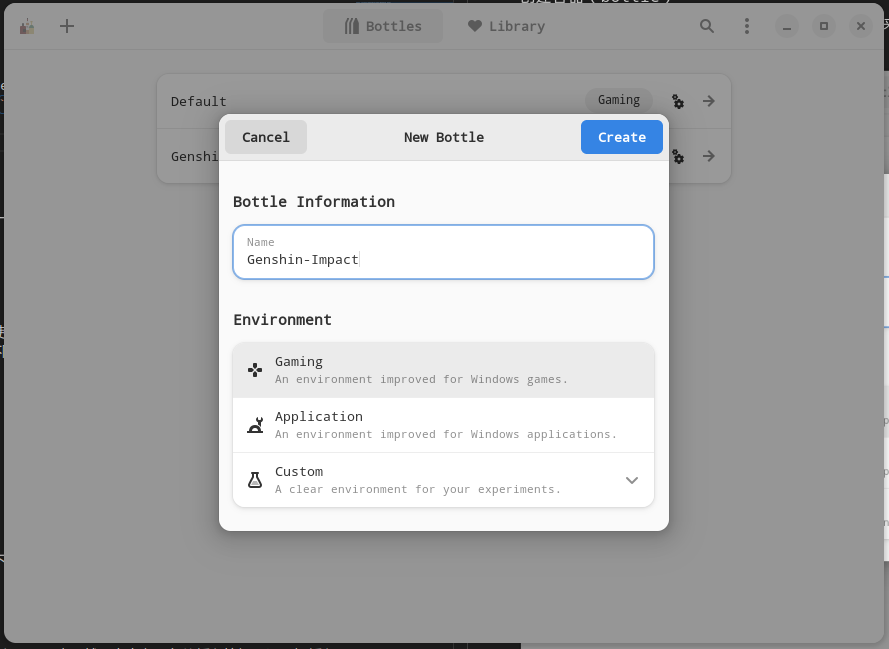 Bottles
Library
Default
Gaming
Genshi
Cancel
New Bottle
Create
Bottle Information
Name
Genshin-Impact
Environment
Gaming
An environment improved for Windows games.
Application
An environment improved for Windows applications.
Custom
A clear environment for your experiments.